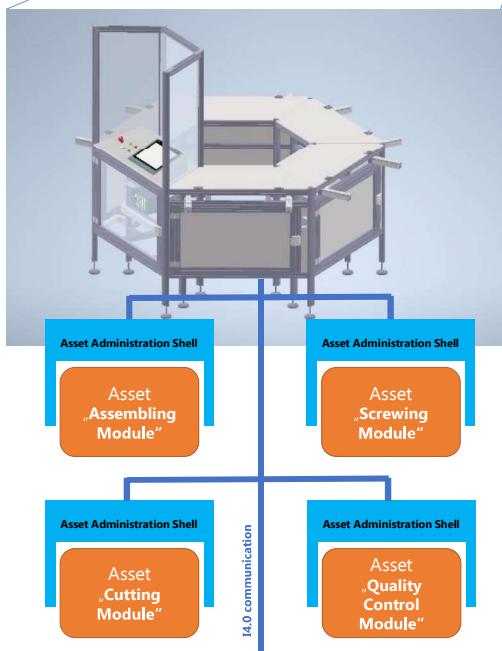 Asset Administration Shell
Asset
„Assembling
Module“
Asset Administration Shell
Asset
„Screwing
Module“
Asset Administration Shell
Asset
„Cutting
Module“
Asset Administration Shell
Asset
„Quality
Control
Module“
I4.0 communication